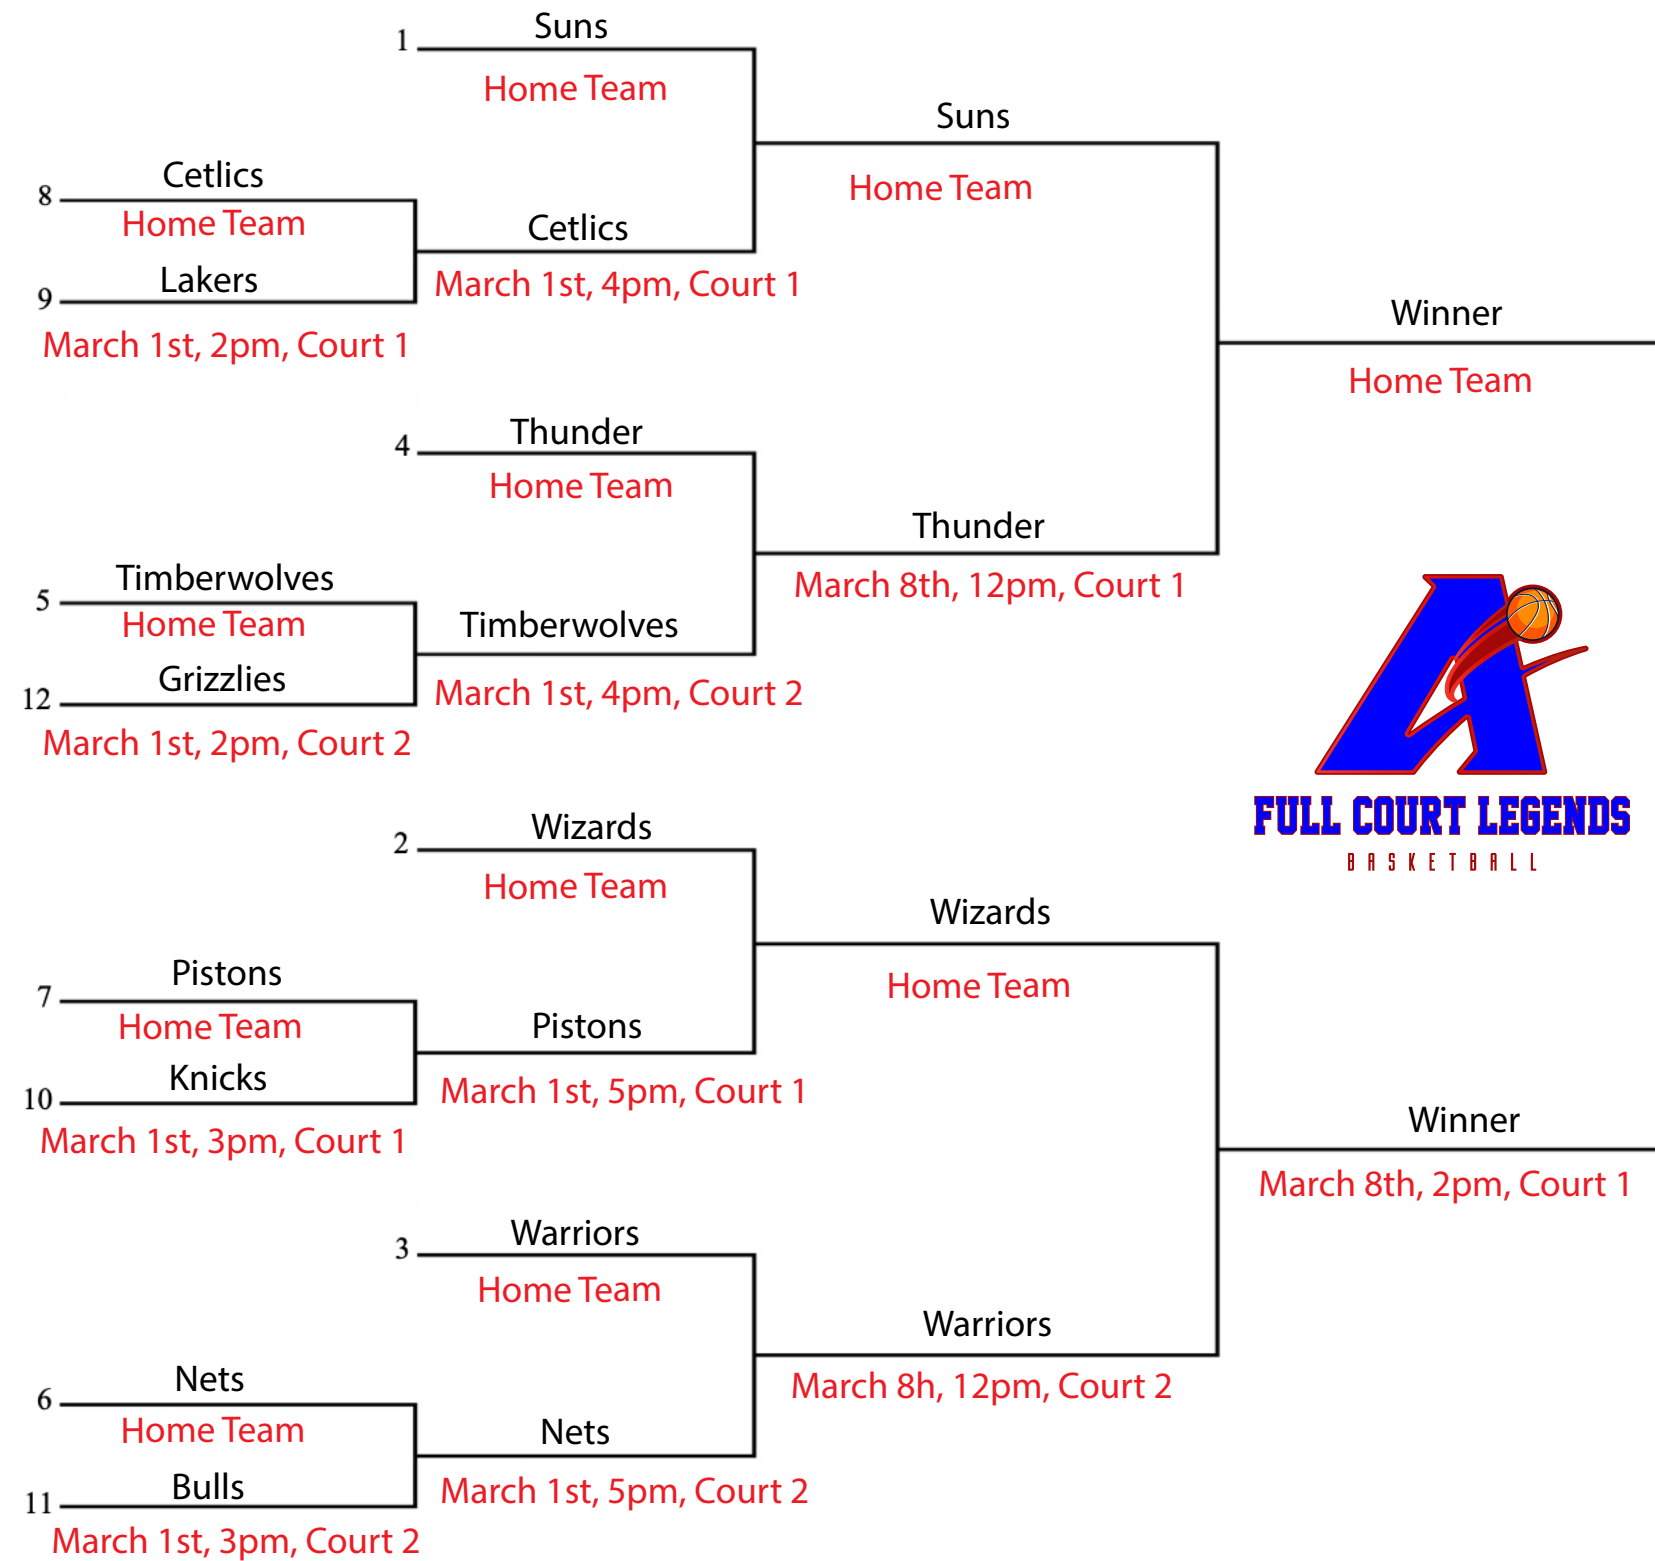 1
Suns
Home Team
Suns
Home Team
8
Cetlics
Home Team
Cetlics
9
Lakers
March 1st, 4pm, Court 1
March 1st, 2pm, Court 1
Winner
Home Team
4
Thunder
Home Team
Thunder
March 8th, 12pm, Court 1
5
Timberwolves
Home Team
Timberwolves
12
Grizzlies
March 1st, 4pm, Court 2
March 1st, 2pm, Court 2
FULL COURT LEGENDS
BASKETBALL
2
Wizards
Home Team
Wizards
Home Team
7
Pistons
Home Team
Pistons
10
Knicks
March 1st, 5pm, Court 1
March 1st, 3pm, Court 1
Winner
March 8th, 2pm, Court 1
3
Warriors
Home Team
Warriors
March 8h, 12pm, Court 2
6
Nets
Home Team
Nets
11
Bulls
March 1st, 5pm, Court 2
March 1st, 3pm, Court 2